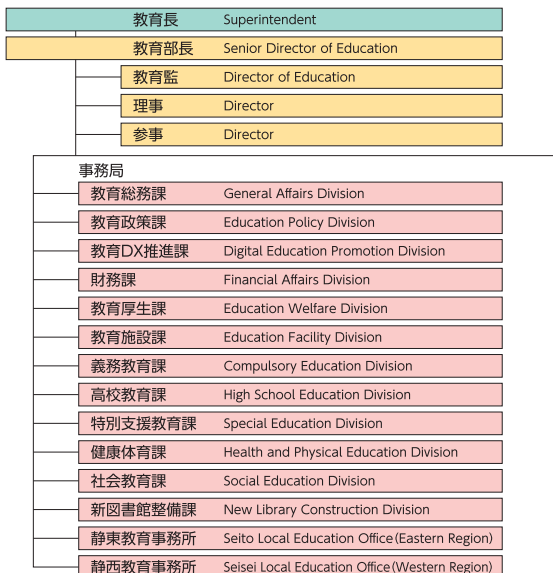 教育長 Superintendent
教育部長 Senior Director of Education
教育監 Director of Education
理事 Director
参事 Director
事務局
教育総務課 General Affairs Division
教育政策課 Education Policy Division
教育DX推進課 Digital Education Promotion Division
財務課 Financial Affairs Division
教育厚生課 Education Welfare Division
教育施設課 Education Facility Division
義務教育課 Compulsory Education Division
高校教育課 High School Education Division
特別支援教育課 Special Education Division
健康体育課 Health and Physical Education Division
社会教育課 Social Education Division
新図書館整備課 New Library Construction Division
静東教育事務所 Seito Local Education Office(Eastern Region)
静西教育事務所 Seisei Local Education Office(Western Region)